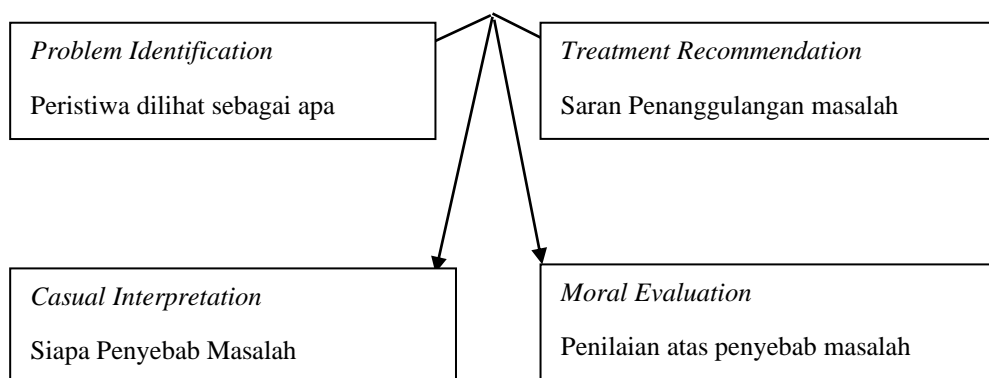 Problem Identification
Peristiwa dilihat sebagai apa
Treatment Recommendation
Saran Penanggulangan masalah
Casual Interpretation
Siapa Penyebab Masalah
Moral Evaluation
Penilaian atas penyebab masalah